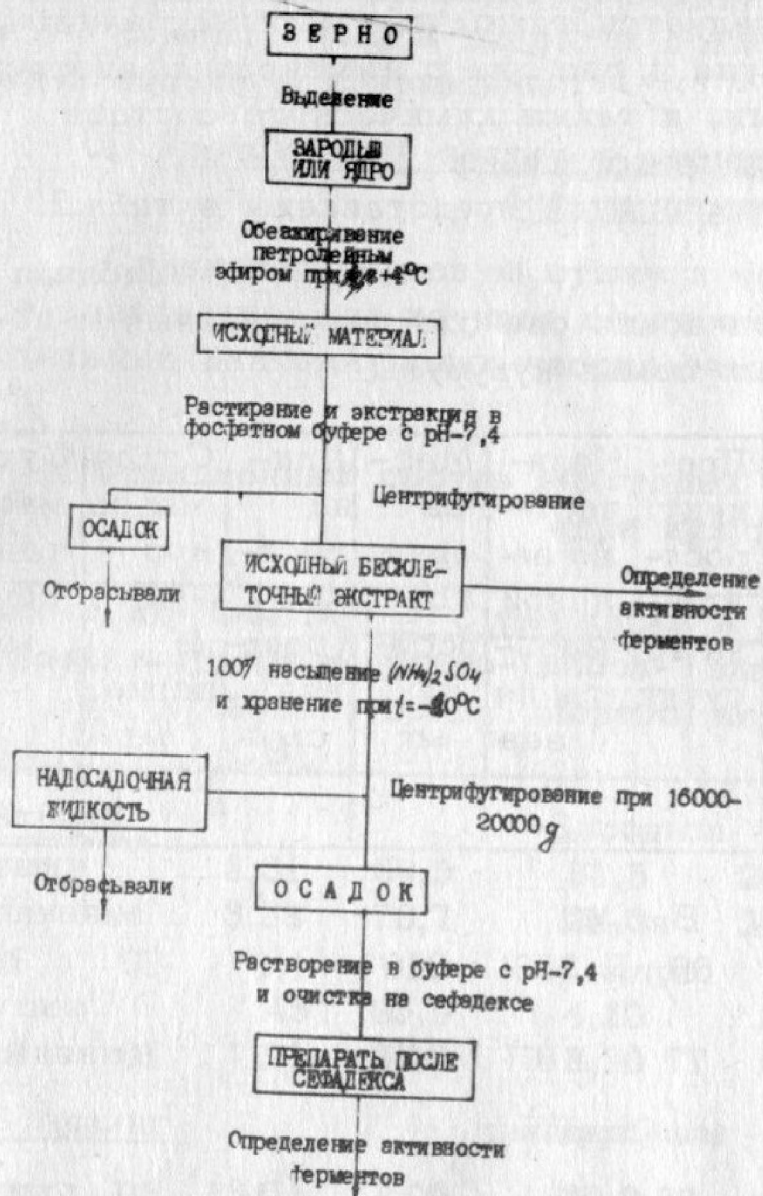 ЗЕРНО
Выделение
ЗАРОДЫШ
ИЛИ ЯДРО
Обезжиривание
петролейным
эфиром при +4°C
ИСХОДНЫЙ МАТЕРИАЛ
Растирание и экстракция в
фосфатном буфере с pH-7,4
Центрифугирование
ОСАДОК
Отбрасывали
ИСХОДНЫЙ БЕСКЛЕ-
ТОЧНЫЙ ЭКСТРАКТ
Определение
активности
ферментов
100% насыщение (NH4)2SO4
и хранение при t=
НАДОСАДОЧНАЯ
ЖИДКОСТЬ
Центрифугирование при 16000-
20000 g
Отбрасывали
ОСАДОК
Растворение в буфере с pH-7,4
и очистка на сефадексе
ПРЕПАРАТЫ ПОСЛЕ
СЕФАДЕКСА
Определение активности
ферментов